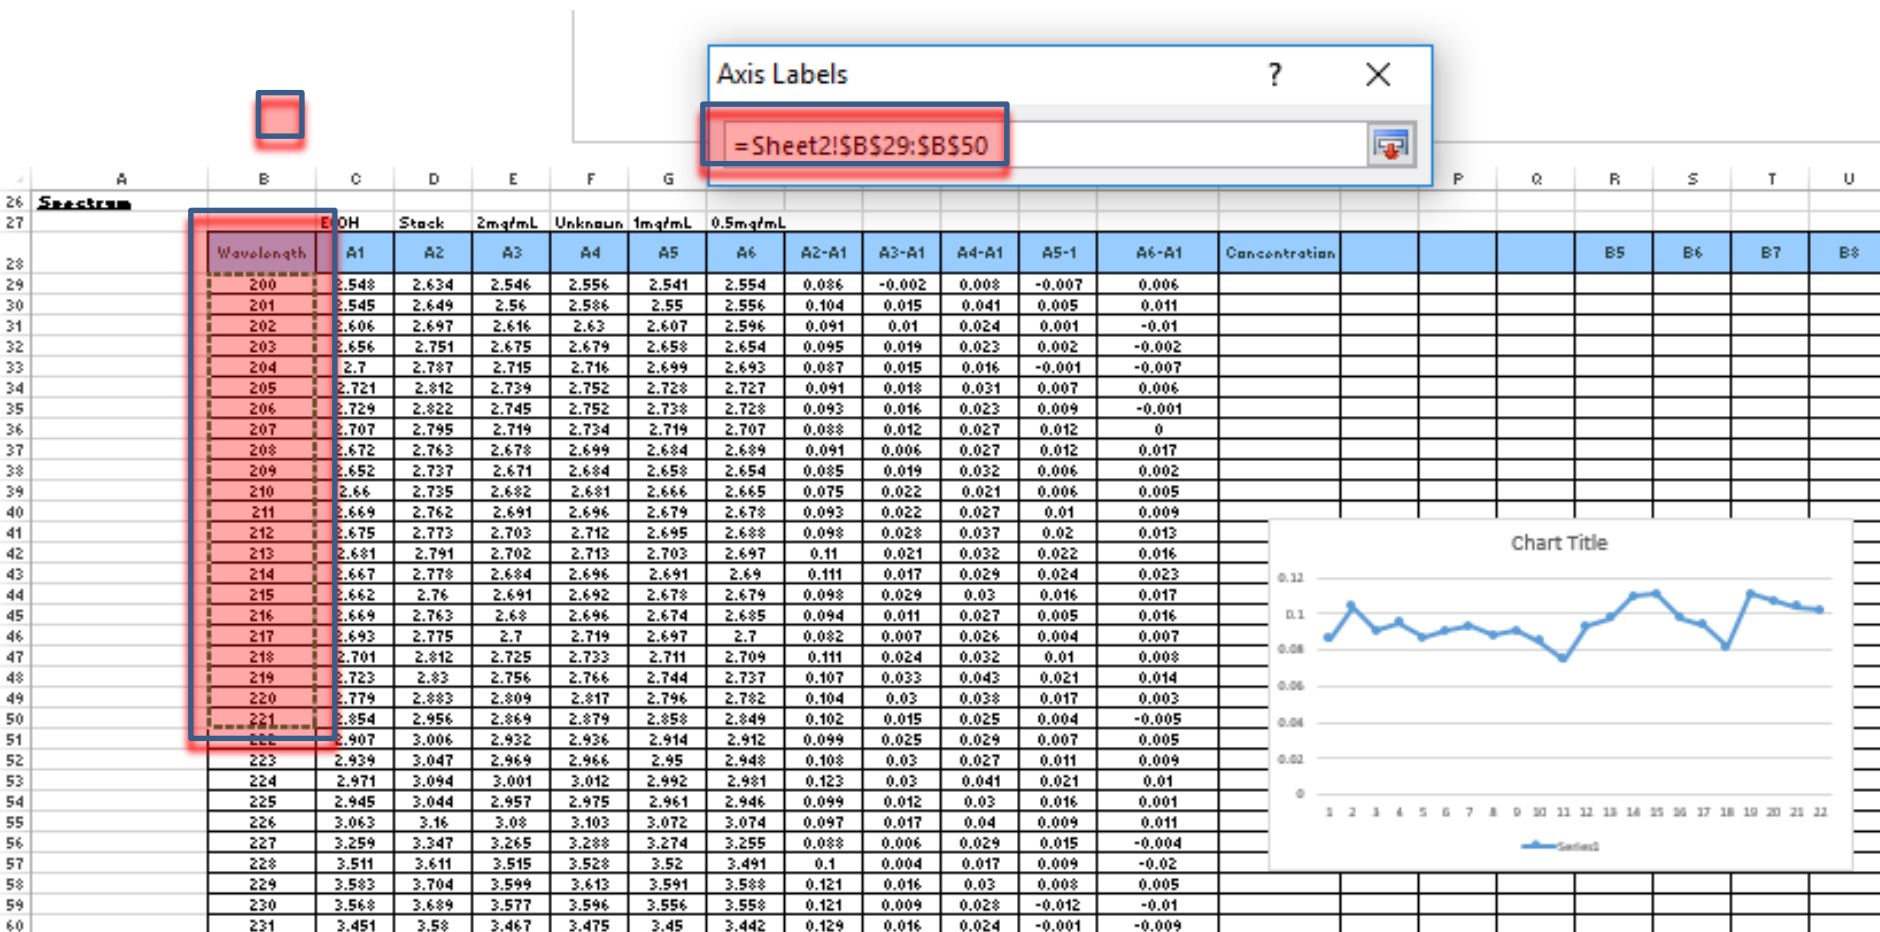 Axis Labels ? ✕
=Sheet2!$B$29:$B$50
A B C D E F G P Q R S T U
26 Spectrum
27 EtOH Stock 2mg/mL Unknown 1mg/mL 0.5mg/mL
28 Wavelength A1 A2 A3 A4 A5 A6 A2-A1 A3-A1 A4-A1 A5-1 A6-A1 Concentration B5 B6 B7 B8
29 200 2.548 2.634 2.546 2.556 2.541 2.554 0.086 -0.002 0.008 -0.007 0.006
30 201 2.545 2.649 2.56 2.586 2.55 2.556 0.104 0.015 0.041 0.005 0.011
31 202 2.606 2.697 2.616 2.63 2.607 2.596 0.091 0.01 0.024 0.001 -0.01
32 203 2.656 2.751 2.675 2.679 2.658 2.654 0.095 0.019 0.023 0.002 -0.002
33 204 2.7 2.787 2.715 2.716 2.699 2.693 0.087 0.015 0.016 -0.001 -0.007
34 205 2.721 2.812 2.739 2.752 2.728 2.727 0.091 0.018 0.031 0.007 0.006
35 206 2.729 2.822 2.745 2.752 2.738 2.728 0.093 0.016 0.023 0.009 -0.001
36 207 2.707 2.795 2.719 2.734 2.719 2.707 0.088 0.012 0.027 0.012 0
37 208 2.672 2.763 2.678 2.699 2.684 2.689 0.091 0.006 0.027 0.012 0.017
38 209 2.652 2.737 2.671 2.684 2.658 2.654 0.085 0.019 0.032 0.006 0.002
39 210 2.66 2.735 2.682 2.681 2.666 2.665 0.075 0.022 0.021 0.006 0.005
40 211 2.669 2.762 2.691 2.696 2.679 2.678 0.093 0.022 0.027 0.01 0.009
41 212 2.675 2.773 2.703 2.712 2.695 2.688 0.098 0.028 0.037 0.02 0.013
42 213 2.681 2.791 2.702 2.713 2.703 2.697 0.11 0.021 0.032 0.022 0.016
43 214 2.667 2.778 2.684 2.696 2.691 2.69 0.111 0.017 0.029 0.024 0.023
44 215 2.662 2.76 2.691 2.692 2.678 2.679 0.098 0.029 0.03 0.016 0.017
45 216 2.669 2.763 2.68 2.696 2.674 2.685 0.094 0.011 0.027 0.005 0.016
46 217 2.693 2.775 2.7 2.719 2.697 2.7 0.082 0.007 0.026 0.004 0.007
47 218 2.701 2.812 2.725 2.733 2.711 2.709 0.111 0.024 0.032 0.01 0.008
48 219 2.723 2.83 2.756 2.766 2.744 2.737 0.107 0.033 0.043 0.021 0.014
49 220 2.779 2.883 2.809 2.817 2.796 2.782 0.104 0.03 0.038 0.017 0.003
50 221 2.854 2.956 2.869 2.879 2.858 2.849 0.102 0.015 0.025 0.004 -0.005
51 222 2.907 3.006 2.932 2.936 2.914 2.912 0.099 0.025 0.029 0.007 0.005
52 223 2.939 3.047 2.969 2.966 2.95 2.948 0.108 0.03 0.027 0.011 0.009
53 224 2.971 3.094 3.001 3.012 2.992 2.981 0.123 0.03 0.041 0.021 0.01
54 225 2.945 3.044 2.957 2.975 2.961 2.946 0.099 0.012 0.03 0.016 0.001
55 226 3.063 3.16 3.08 3.103 3.072 3.074 0.097 0.017 0.04 0.009 0.011
56 227 3.259 3.347 3.265 3.288 3.274 3.255 0.088 0.006 0.029 0.015 -0.004
57 228 3.511 3.611 3.515 3.528 3.52 3.491 0.1 0.004 0.017 0.009 -0.02
58 229 3.583 3.704 3.599 3.613 3.591 3.588 0.121 0.016 0.03 0.008 0.005
59 230 3.568 3.689 3.577 3.596 3.556 3.558 0.121 0.009 0.028 -0.012 -0.01
60 231 3.451 3.58 3.467 3.475 3.45 3.442 0.129 0.016 0.024 -0.001 -0.009
Chart Title
0.12
0.1
0.08
0.06
0.04
0.02
0
1 2 3 4 5 6 7 8 9 10 11 12 13 14 15 16 17 18 19 20 21 22
Series1